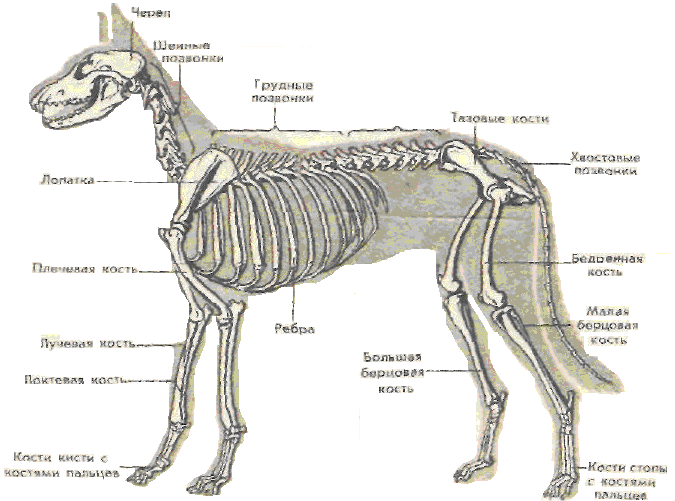 Череп
Шейные
позвонки
Грудные
позвонки
Тазовые кости
Хвостовые
позвонки
Лопатка
Плечевая кость
Бедренная
кость
Ребра
Малая
берцовая
кость
Лучевая кость
Большая
берцовая
кость
Локтевая кость
Кости кисти с
костями пальцев
Кости стопы
с костями
пальцев